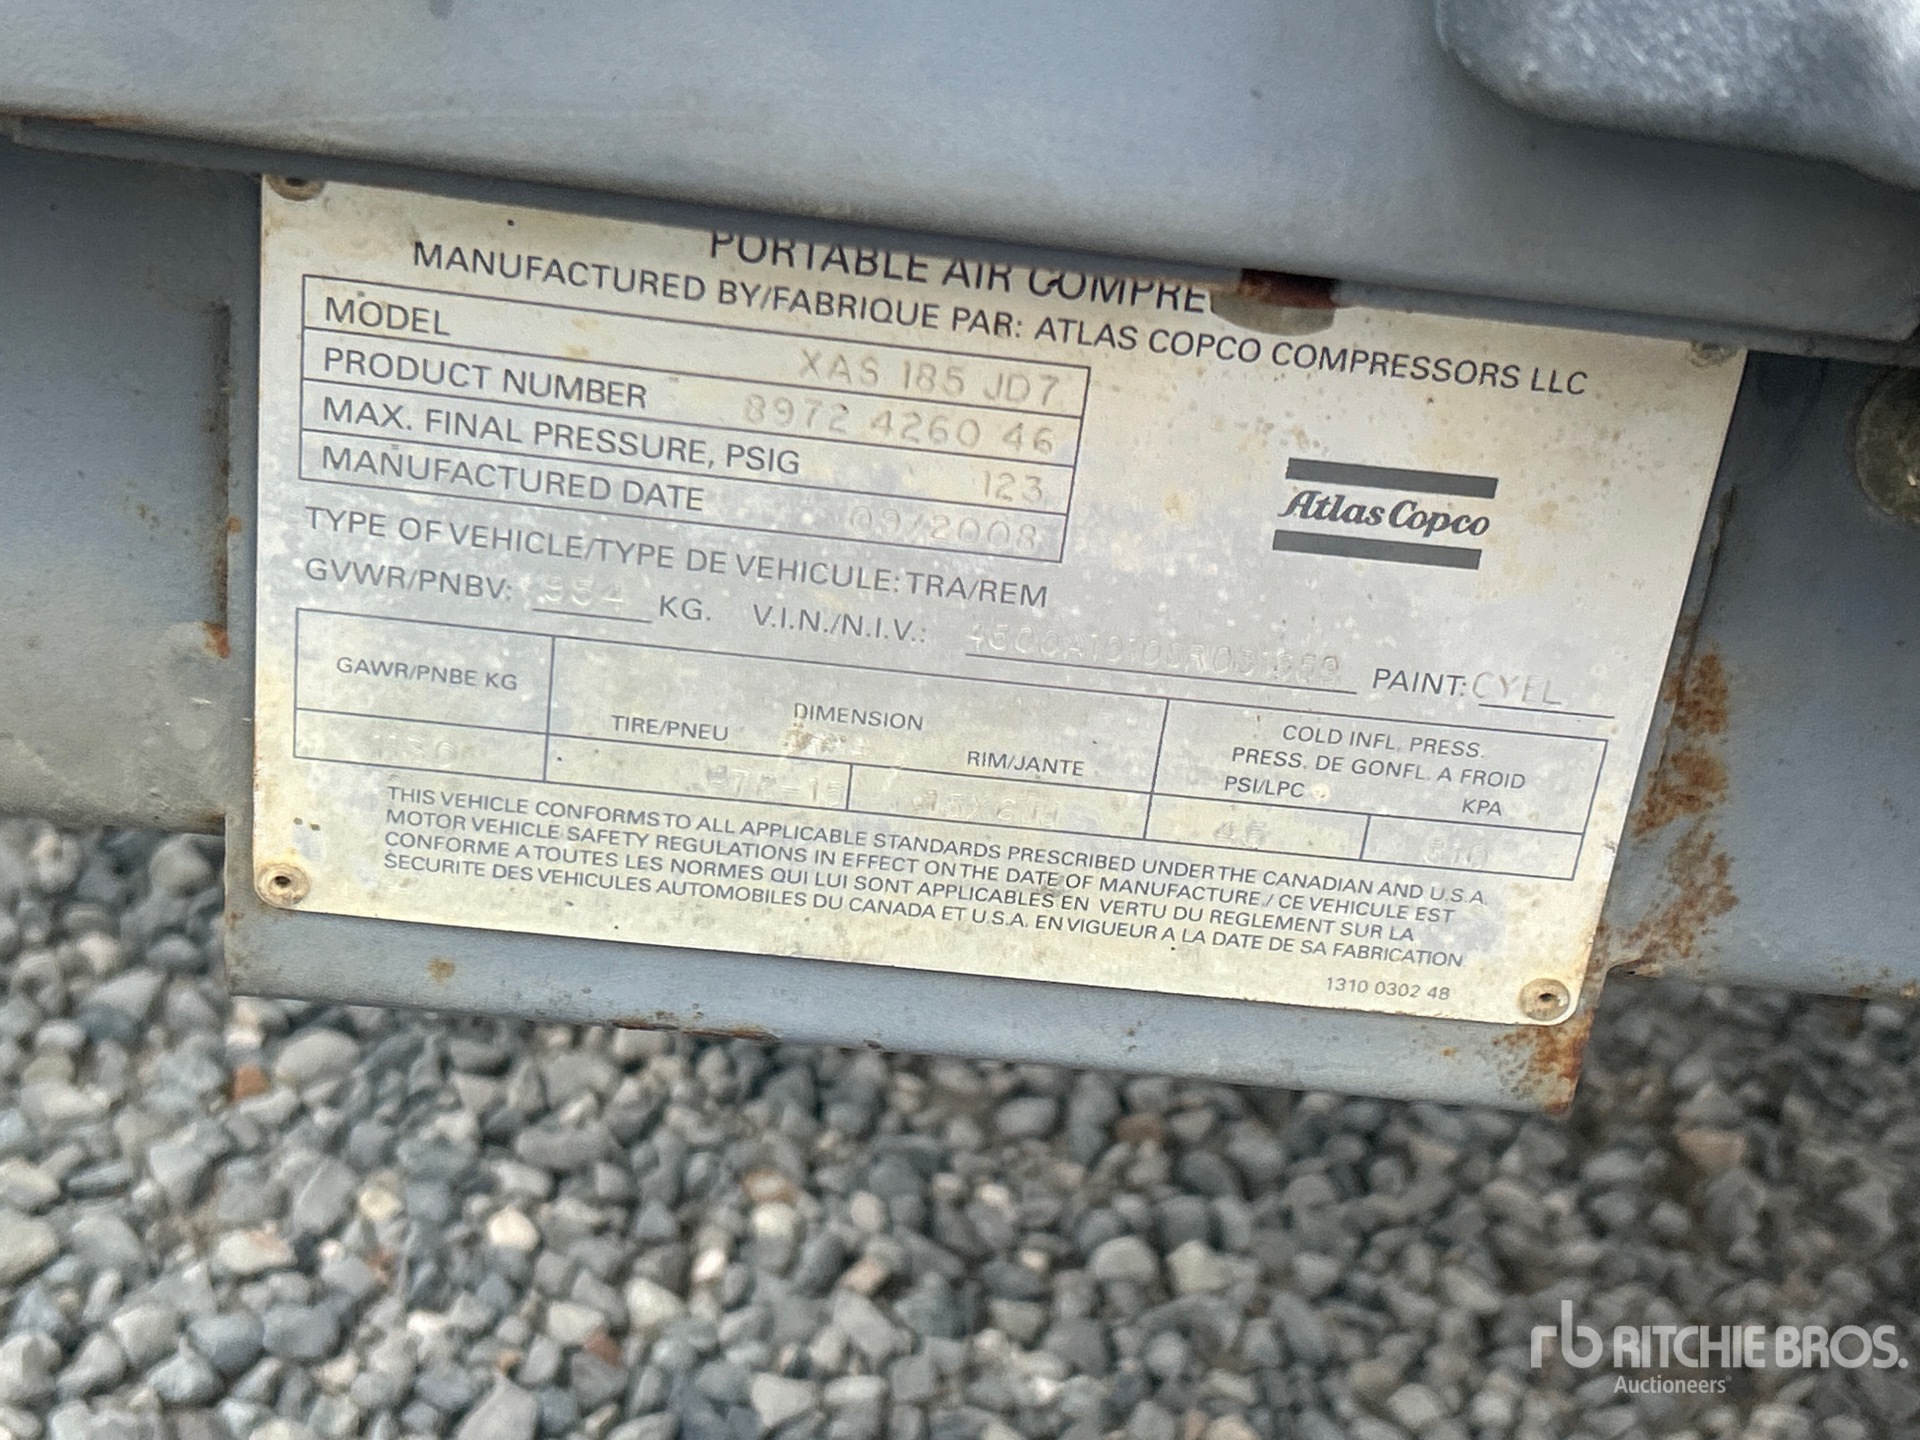 PORTABLE AIR
MANUFACTURED BY/FABRIQUE PAR: ATLAS COPCO COMPRESSORS LLC
MODEL XAS 185 JD7
PRODUCT NUMBER 8972 4260 46
MAX. FINAL PRESSURE, PSIG 123
MANUFACTURED DATE 09/2008
Atlas Copco
TYPE OF VEHICLE/TYPE DE VEHICULE: TRA/REM
GVWR/PNBV: 954 KG. V.I.N./N.I.V.: PAINT: CYEL
GAWR/PNBE KG
DIMENSION
TIRE/PNEU
RIM/JANTE
COLD INFL. PRESS.
PRESS. DE GONFL. A FROID
PSI/LPC KPA
THIS VEHICLE CONFORMS TO ALL APPLICABLE STANDARDS PRESCRIBED UNDER THE CANADIAN AND U.S.A.
MOTOR VEHICLE SAFETY REGULATIONS IN EFFECT ON THE DATE OF MANUFACTURE./ CE VEHICULE EST
CONFORME A TOUTES LES NORMES QUI LUI SONT APPLICABLES EN VERTU DU REGLEMENT SUR LA
SECURITE DES VEHICULES AUTOMOBILES DU CANADA ET U.S.A. EN VIGUEUR A LA DATE DE SA FABRICATION.
1310 0302 48
rb RITCHIE BROS.
Auctioneers